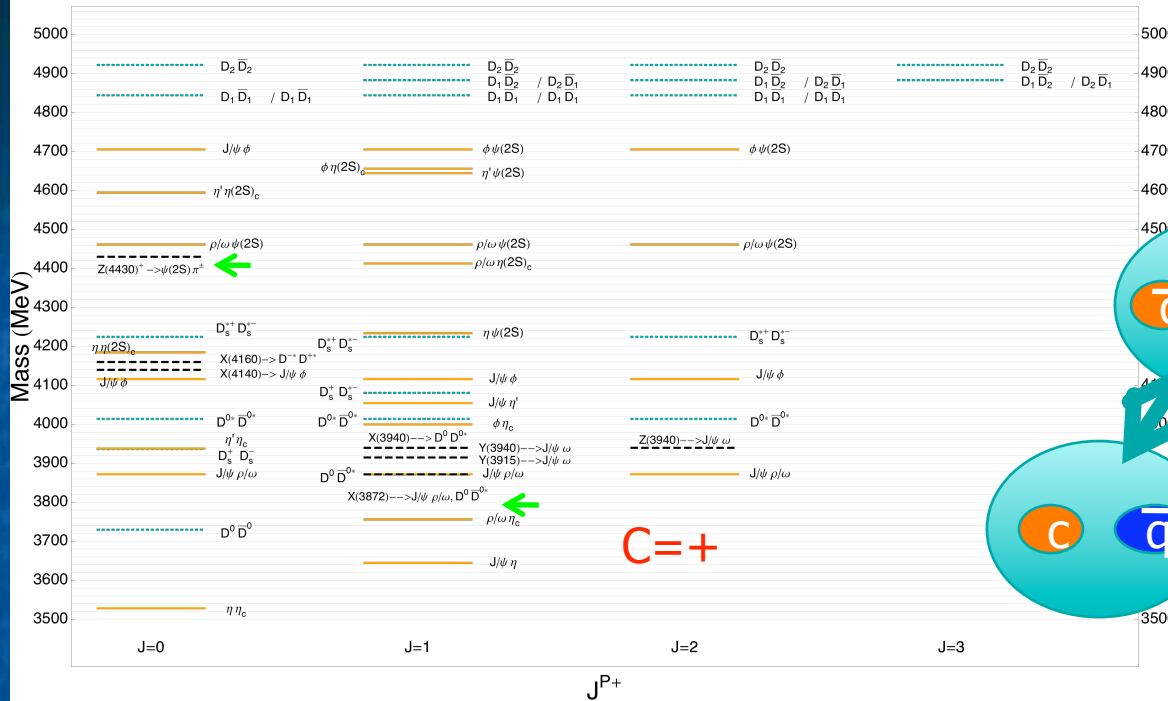 5000
4900
4800
4700
4600
4500
4400
4300
4200
4100
4000
3900
3800
3700
3600
3500
Mass (MeV)
D₂ D̅₂
D₁ D̅₁ / D₁ D̅₁
J/ψ ϕ
η' η(2S)c
ρ/ω ψ(2S)
Z(4430)⁺ ->ψ(2S) π±
Ds*⁺ Ds*⁻
η η(2S)c
X(4160)-> D⁻* D⁺*
X(4140)-> J/ψ ϕ
J/ψ ϕ
D⁰* D̅⁰*
η' ηc
Ds⁺ Ds⁻
J/ψ ρ/ω
D⁰ D̅⁰
η ηc
J=0
D₂ D̅₂
D₁ D̅₂ / D₂ D̅₁
D₁ D̅₁ / D₁ D̅₁
ϕ ψ(2S)
ϕ η(2S)c
η' ψ(2S)
ρ/ω ψ(2S)
ρ/ω η(2S)c
η ψ(2S)
Ds*⁺ Ds*⁻
J/ψ ϕ
Ds⁺ Ds*⁻
J/ψ η'
D⁰* D̅⁰*
ϕ ηc
X(3940)--> D⁰ D⁰*
Y(3940)-->J/ψ ω
Y(3915)-->J/ψ ω
D⁰ D̅⁰*
J/ψ ρ/ω
X(3872)-->J/ψ ρ/ω, D⁰ D̅⁰*
ρ/ω ηc
J/ψ η
J=1
D₂ D̅₂
D₁ D̅₂ / D₂ D̅₁
D₁ D̅₁ / D₁ D̅₁
ϕ ψ(2S)
ρ/ω ψ(2S)
Ds*⁺ Ds*⁻
J/ψ ϕ
D⁰* D̅⁰*
Z(3940)-->J/ψ ω
J/ψ ρ/ω
C=+
J=2
D₂ D̅₂
D₁ D̅₂ / D₂ D̅₁
J=3
J^P+
c
q̅